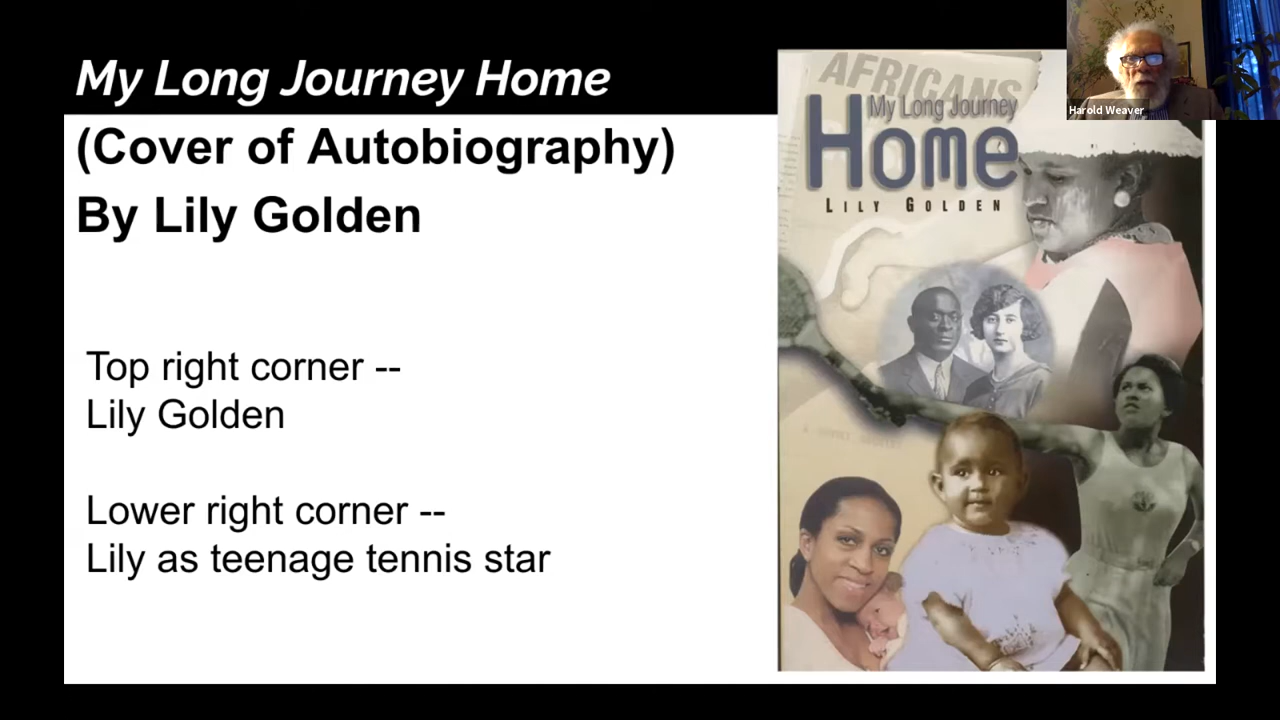 My Long Journey Home
(Cover of Autobiography)
By Lily Golden
Top right corner --
Lily Golden
Lower right corner --
Lily as teenage tennis star
AFRICANS
My Long Journey
Home
LILY GOLDEN
Harold Weaver